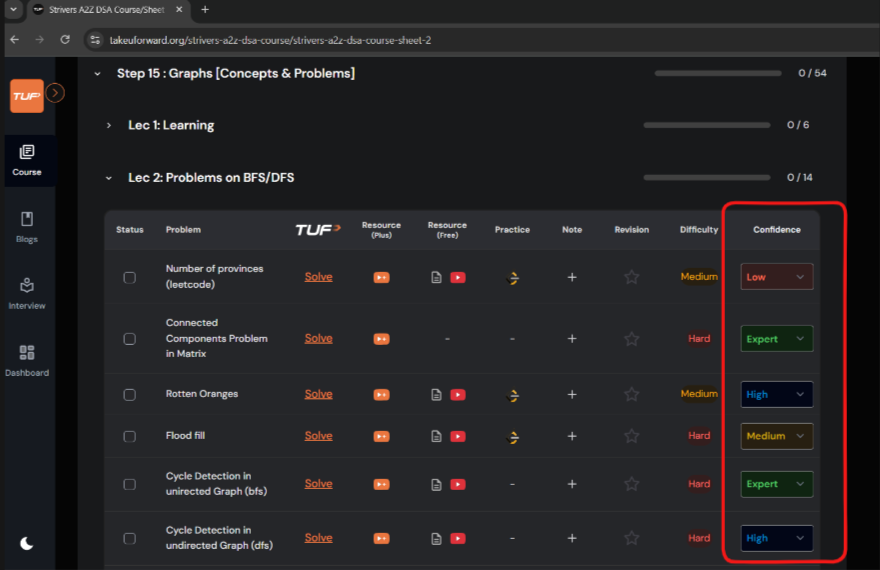 Strivers A2Z DSA Course/Sheet
takeuforward.org/strivers-a2z-dsa-course/strivers-a2z-dsa-course-sheet-2
TUF
Course
Blogs
Interview
Dashboard
Step 15 : Graphs [Concepts & Problems]
0 / 54
Lec 1: Learning
0 / 6
Lec 2: Problems on BFS/DFS
0 / 14
Status
Problem
TUF
Resource
(Plus)
Resource
(Free)
Practice
Note
Revision
Difficulty
Confidence
Number of provinces
(leetcode)
Solve
+
Medium
Low
Connected
Components Problem
in Matrix
Solve
-
-
+
Hard
Expert
Rotten Oranges
Solve
+
Medium
High
Flood fill
Solve
+
Hard
Medium
Cycle Detection in
unirected Graph (bfs)
Solve
-
+
Hard
Expert
Cycle Detection in
undirected Graph (dfs)
Solve
-
+
Hard
High